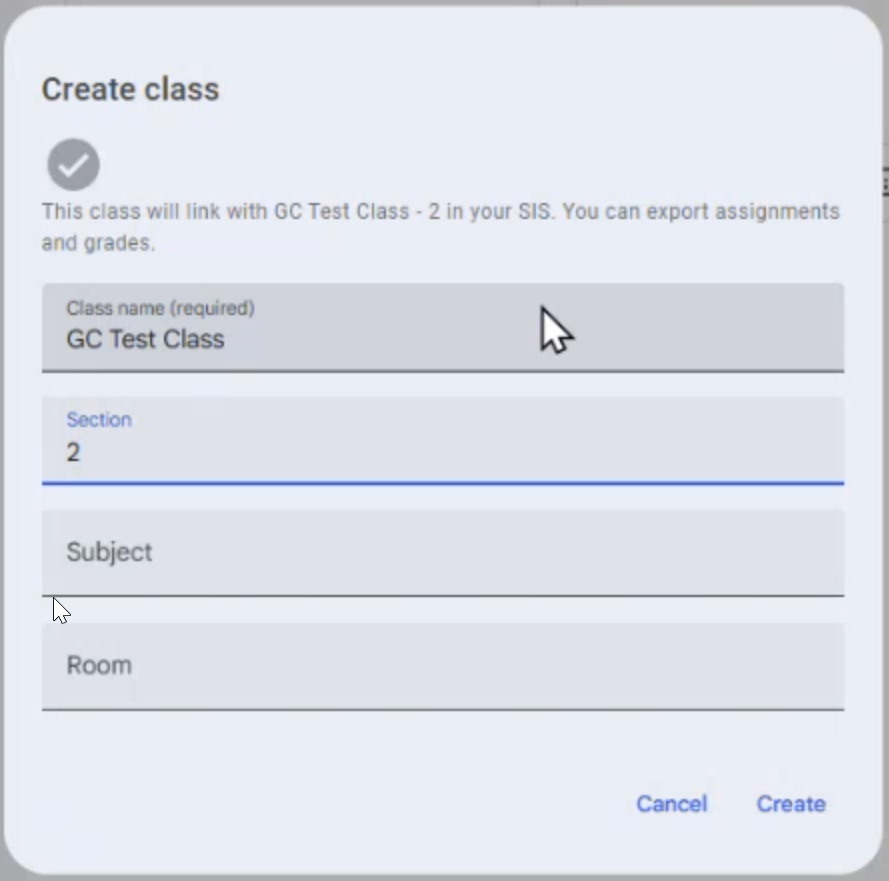 Create class
This class will link with GC Test Class - 2 in your SIS. You can export assignments
and grades.
Class name (required)
GC Test Class
Section
2
Subject
Room
Cancel Create